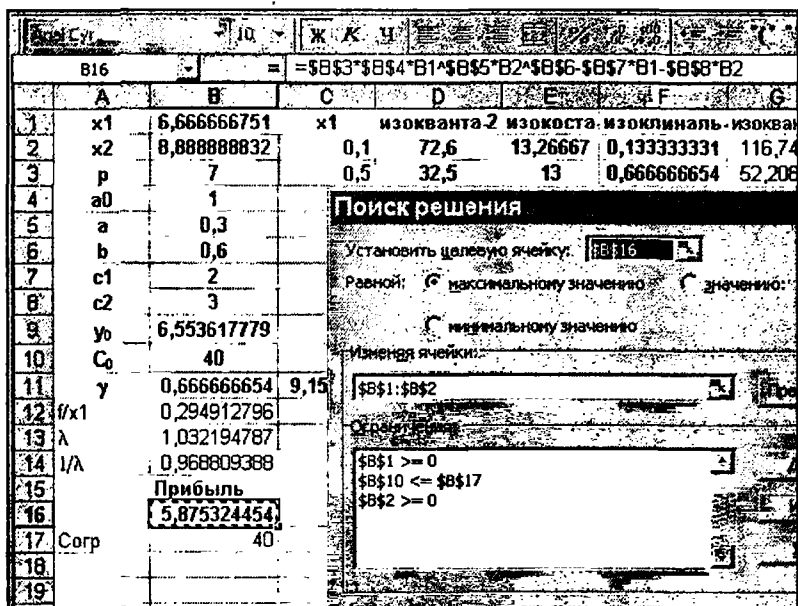 Arial Cyr 10 Ж К Ч
B16 = =$B$3*$B$4*B1^$B$5*B2^$B$6-$B$7*B1-$B$8*B2
A B C D E F G
1 x1 6,666666751 x1 изокванта-2 изокоста изоклиналь изокван
2 x2 8,888888832 0,1 72,6 13,26667 0,133333331 116,74
3 p 7 0,5 32,5 13 0,666666654 52,208
4 a0 1
5 a 0,3
6 b 0,6
7 c1 2
8 c2 3
9 y₀ 6,553617779
10 C₀ 40
11 γ 0,666666654 9,15
12 f/x1 0,294912796
13 λ 1,032194787
14 1/λ 0,968809388
15 Прибыль
16 5,875324454
17 Согр 40
18
19
Поиск решения
Установить целевую ячейку: $B$16
Равной: максимальному значению значению:
минимальному значению
Изменяя ячейки:
$B$1:$B$2
Ограничения:
$B$1 >= 0
$B$10 <= $B$17
$B$2 >= 0